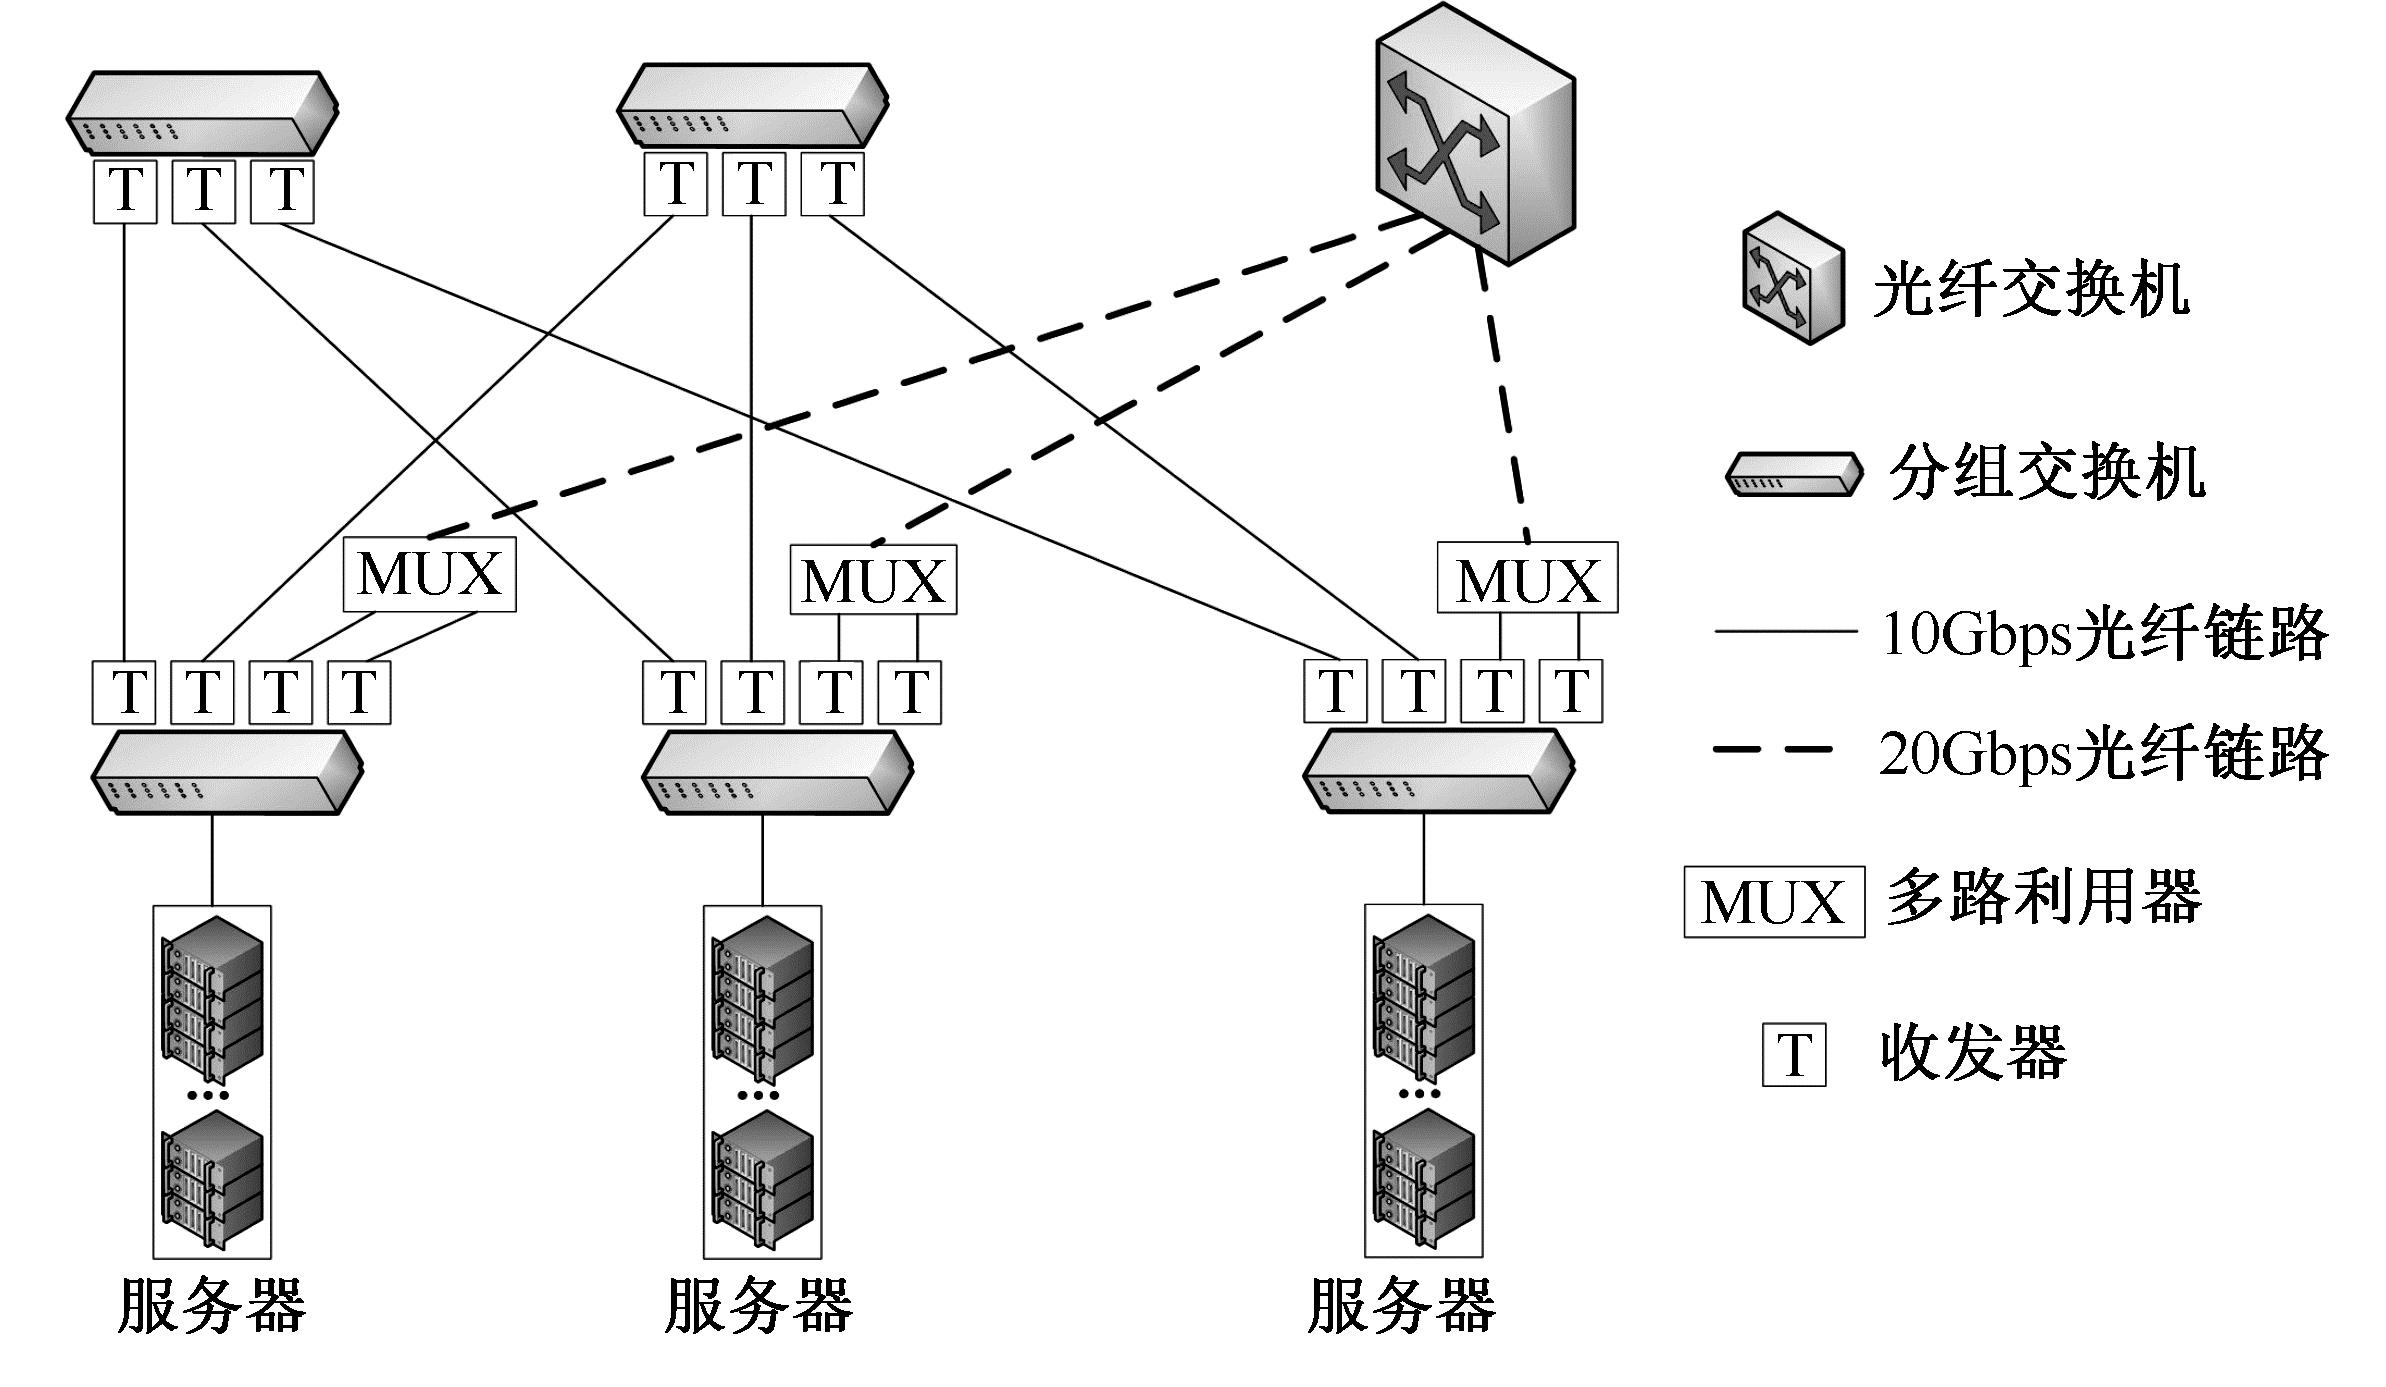 T T T
T T T
光纤交换机
分组交换机
MUX
MUX
MUX
10Gbps光纤链路
T T T T
T T T T
T T T T
20Gbps光纤链路
MUX
多路利用器
T
收发器
服务器
服务器
服务器